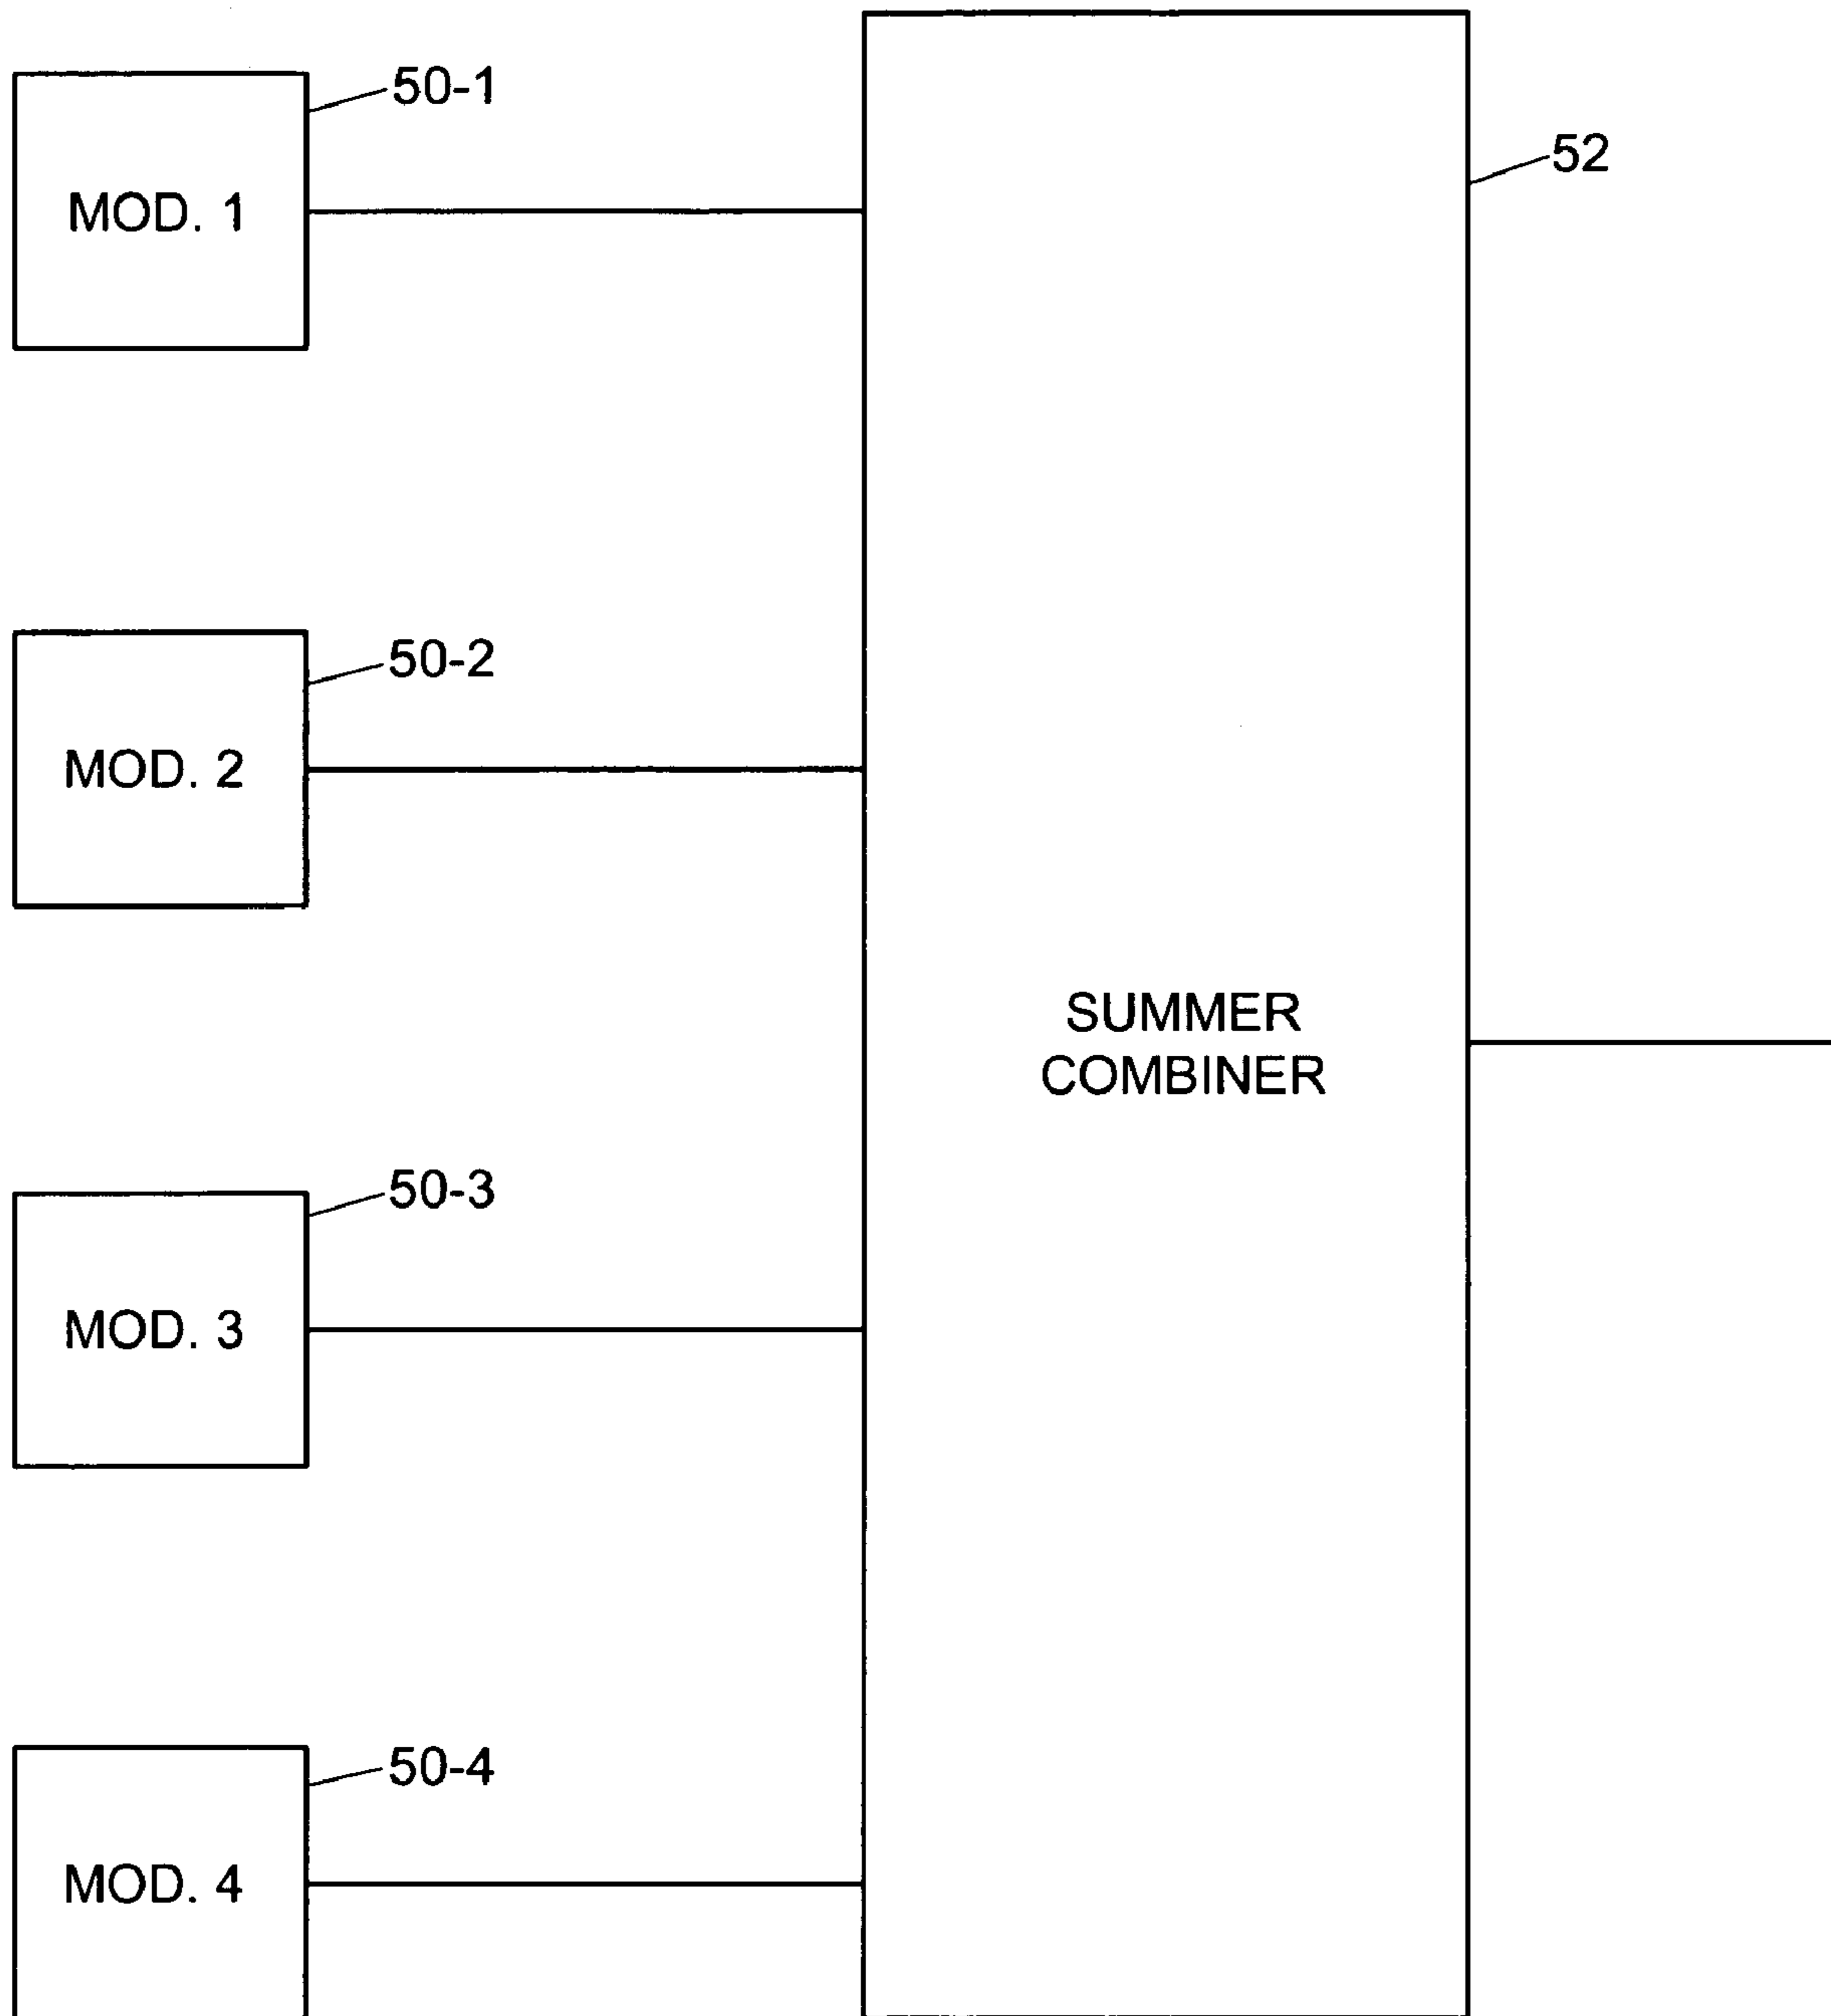 50-1
52
MOD. 1
50-2
MOD. 2
SUMMER
COMBINER
50-3
MOD. 3
50-4
MOD. 4